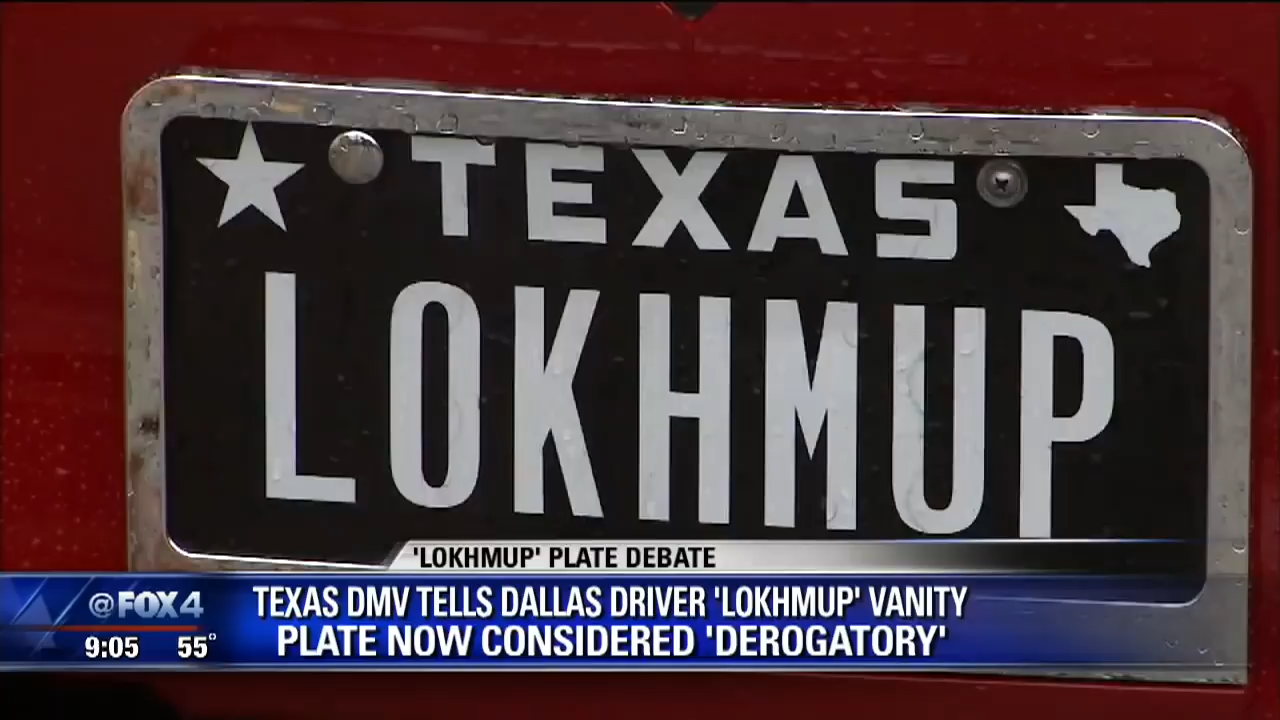 TEXAS
LOKHMUP
'LOKHMUP' PLATE DEBATE
@FOX4
TEXAS DMV TELLS DALLAS DRIVER 'LOKHMUP' VANITY
PLATE NOW CONSIDERED 'DEROGATORY'
9:05 55°